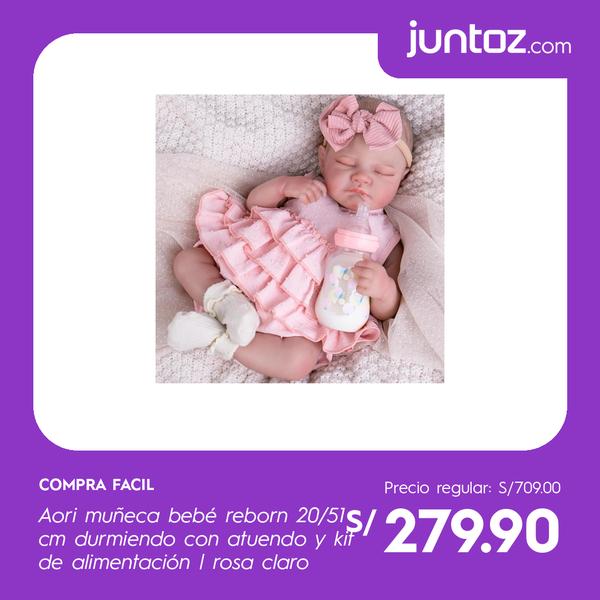 juntoz.com
COMPRA FACIL
Aori muñeca bebé reborn 20/51
cm durmiendo con atuendo y kit
de alimentación | rosa claro
Precio regular: S/709.00
S/ 279.90